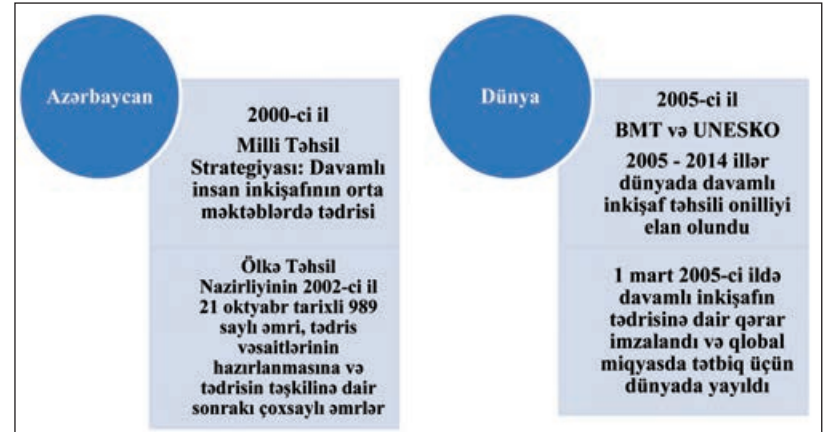 Azərbaycan
2000-ci il
Milli Təhsil
Strategiyası: Davamlı
insan inkişafının orta
məktəblərdə tədrisi
Ölkə Təhsil
Nazirliyinin 2002-ci il
21 oktyabr tarixli 989
saylı əmri, tədris
vəsaitlərinin
hazırlanmasına və
tədrisin təşkilinə dair
sonrakı çoxsaylı əmrlər
Dünya
2005-ci il
BMT və UNESKO
2005 - 2014 illər
dünyada davamlı
inkişaf təhsili onilliyi
elan olundu
1 mart 2005-ci ildə
davamlı inkişafın
tədrisinə dair qərar
imzalandı və qlobal
miqyasda tətbiq üçün
dünyada yayıldı